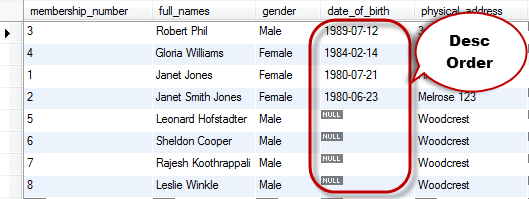 membership_number full_names gender date_of_birth physical_address
3 Robert Phil Male 1989-07-12 3
4 Gloria Williams Female 1984-02-14
1 Janet Jones Female 1980-07-21
2 Janet Smith Jones Female 1980-06-23 Melrose 123
5 Leonard Hofstadter Male NULL Woodcrest
6 Sheldon Cooper Male NULL Woodcrest
7 Rajesh Koothrappali Male NULL Woodcrest
8 Leslie Winkle Male NULL Woodcrest
Desc
Order